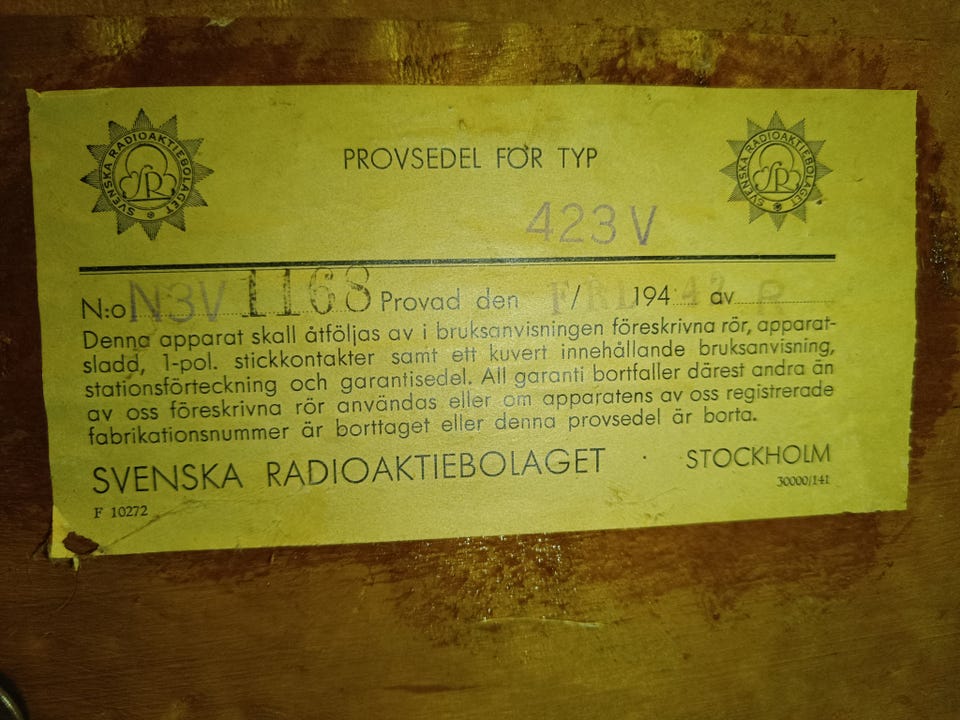 SVENSKA RADIOAKTIEBOLAGET SR
PROVSEDEL FÖR TYP
SVENSKA RADIOAKTIEBOLAGET SR
423 V
N:o N3V 1168 Provad den / 194 av R
Denna apparat skall åtföljas av i bruksanvisningen föreskrivna rör, apparat-
sladd, 1-pol. stickkontakter samt ett kuvert innehållande bruksanvisning,
stationsförteckning och garantisedel. All garanti bortfaller därest andra än
av oss föreskrivna rör användas eller om apparatens av oss registrerade
fabrikationsnummer är borttaget eller denna provsedel är borta.
SVENSKA RADIOAKTIEBOLAGET STOCKHOLM
F 10272 30000/141